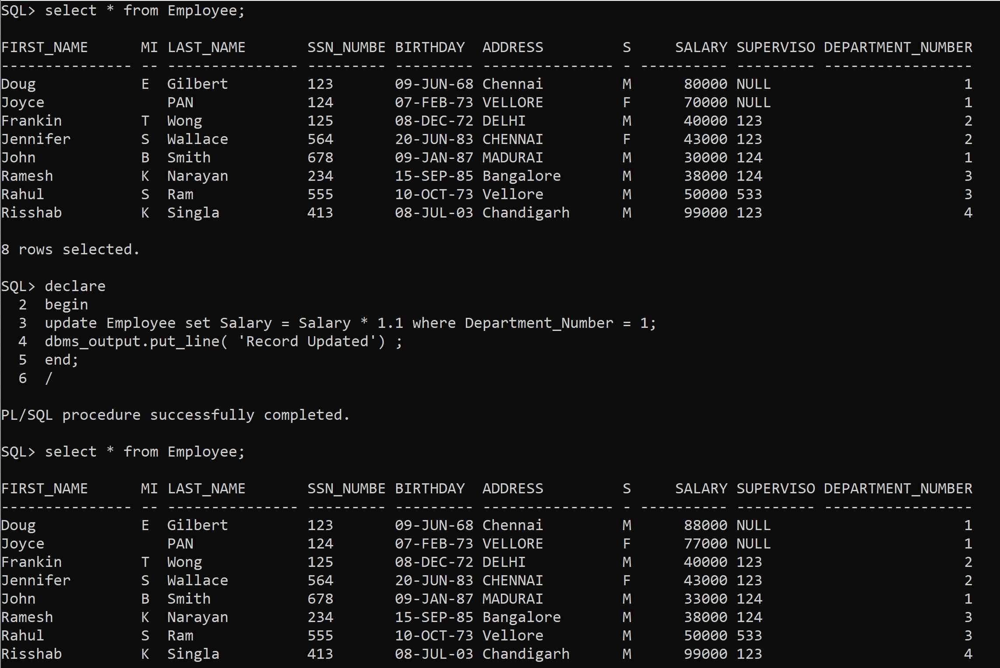 SQL> select * from Employee;
FIRST_NAME      MI LAST_NAME       SSN_NUMBE BIRTHDAY  ADDRESS         S     SALARY SUPERVISO DEPARTMENT_NUMBER
--------------- -- --------------- --------- --------- --------------- - ---------- --------- -----------------
Doug            E  Gilbert         123       09-JUN-68 Chennai         M      80000 NULL                      1
Joyce              PAN             124       07-FEB-73 VELLORE         F      70000 NULL                      1
Frankin         T  Wong            125       08-DEC-72 DELHI           M      40000 123                       2
Jennifer        S  Wallace         564       20-JUN-83 CHENNAI         F      43000 123                       2
John            B  Smith           678       09-JAN-87 MADURAI         M      30000 124                       1
Ramesh          K  Narayan         234       15-SEP-85 Bangalore       M      38000 124                       3
Rahul           S  Ram             555       10-OCT-73 Vellore         M      50000 533                       3
Risshab         K  Singla          413       08-JUL-03 Chandigarh      M      99000 123                       4
8 rows selected.
SQL> declare
  2  begin
  3  update Employee set Salary = Salary * 1.1 where Department_Number = 1;
  4  dbms_output.put_line( 'Record Updated') ;
  5  end;
  6  /
PL/SQL procedure successfully completed.
SQL> select * from Employee;
FIRST_NAME      MI LAST_NAME       SSN_NUMBE BIRTHDAY  ADDRESS         S     SALARY SUPERVISO DEPARTMENT_NUMBER
--------------- -- --------------- --------- --------- --------------- - ---------- --------- -----------------
Doug            E  Gilbert         123       09-JUN-68 Chennai         M      88000 NULL                      1
Joyce              PAN             124       07-FEB-73 VELLORE         F      77000 NULL                      1
Frankin         T  Wong            125       08-DEC-72 DELHI           M      40000 123                       2
Jennifer        S  Wallace         564       20-JUN-83 CHENNAI         F      43000 123                       2
John            B  Smith           678       09-JAN-87 MADURAI         M      33000 124                       1
Ramesh          K  Narayan         234       15-SEP-85 Bangalore       M      38000 124                       3
Rahul           S  Ram             555       10-OCT-73 Vellore         M      50000 533                       3
Risshab         K  Singla          413       08-JUL-03 Chandigarh      M      99000 123                       4